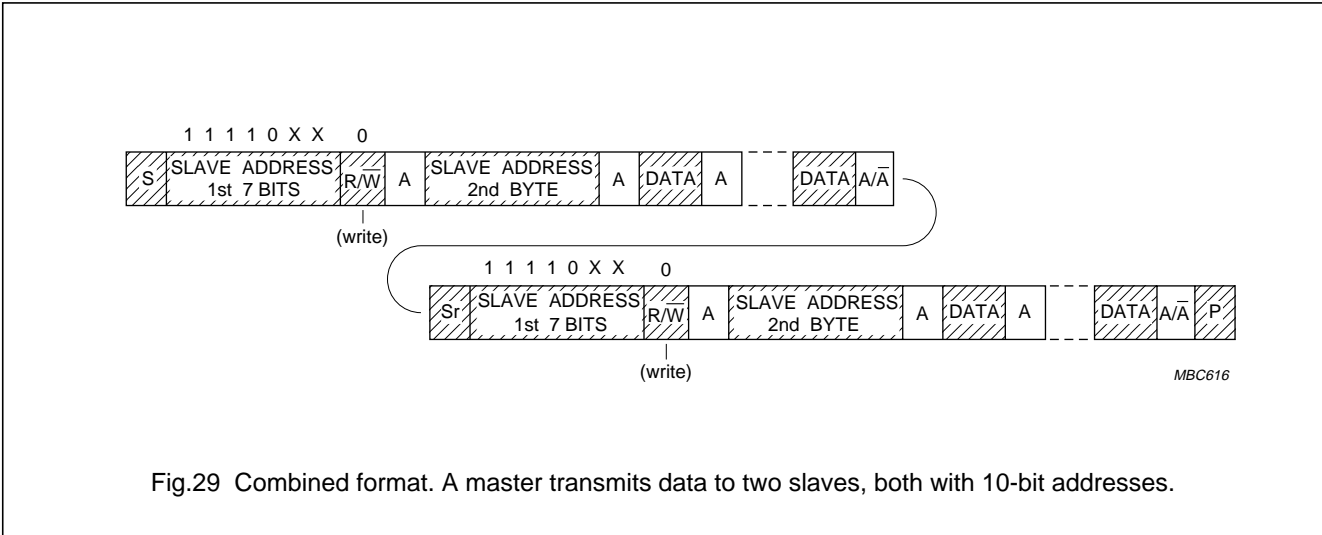 1 1 1 1 0 X X 0
S SLAVE ADDRESS 1st 7 BITS R/W̅ A SLAVE ADDRESS 2nd BYTE A DATA A DATA A/A̅
(write)
1 1 1 1 0 X X 0
Sr SLAVE ADDRESS 1st 7 BITS R/W̅ A SLAVE ADDRESS 2nd BYTE A DATA A DATA A/A̅ P
(write)
MBC616
Fig.29 Combined format. A master transmits data to two slaves, both with 10-bit addresses.